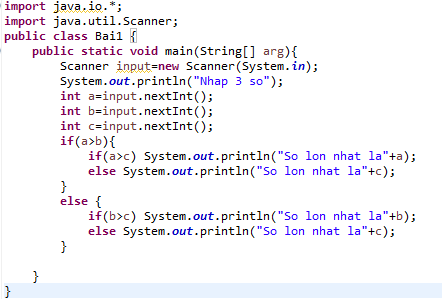 import java.io.*;
import java.util.Scanner;
public class Bai1 {
    public static void main(String[] arg){
        Scanner input=new Scanner(System.in);
        System.out.println("Nhap 3 so");
        int a=input.nextInt();
        int b=input.nextInt();
        int c=input.nextInt();
        if(a>b){
            if(a>c) System.out.println("So lon nhat la"+a);
            else System.out.println("So lon nhat la"+c);
        }
        else {
            if(b>c) System.out.println("So lon nhat la"+b);
            else System.out.println("So lon nhat la"+c);
        }
    }
}